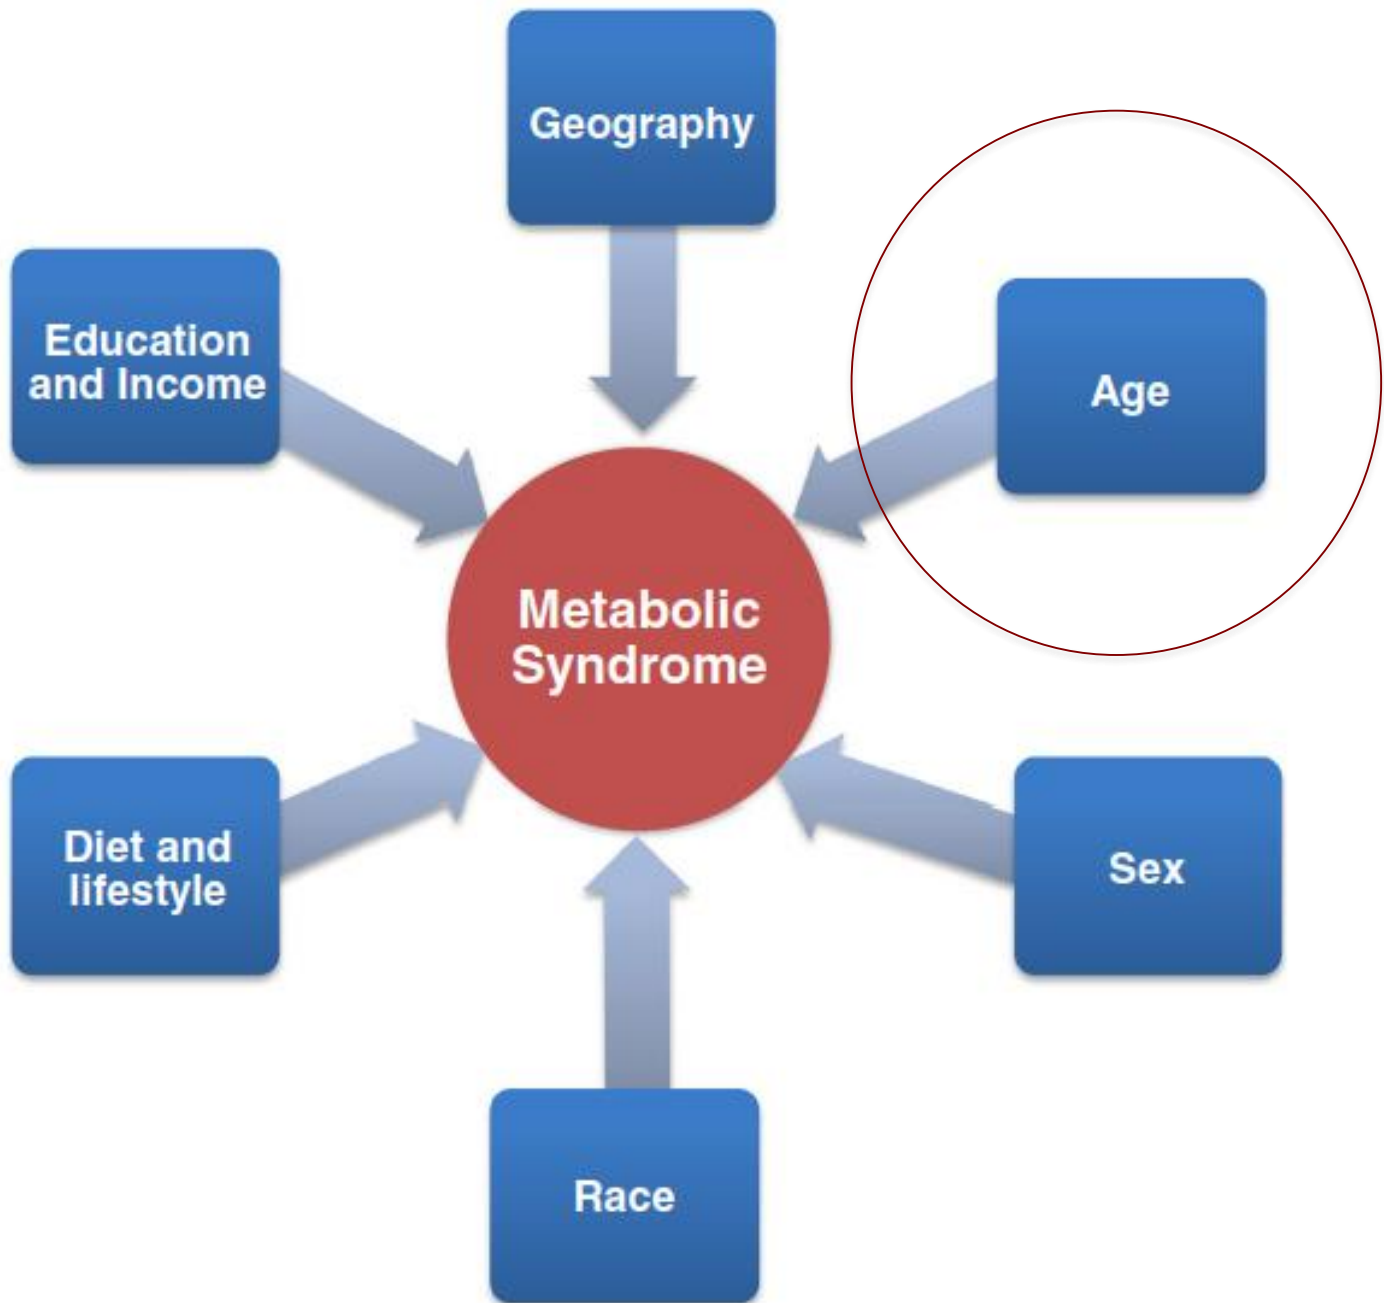 Geography
Education
and Income
Age
Metabolic
Syndrome
Diet and
lifestyle
Sex
Race